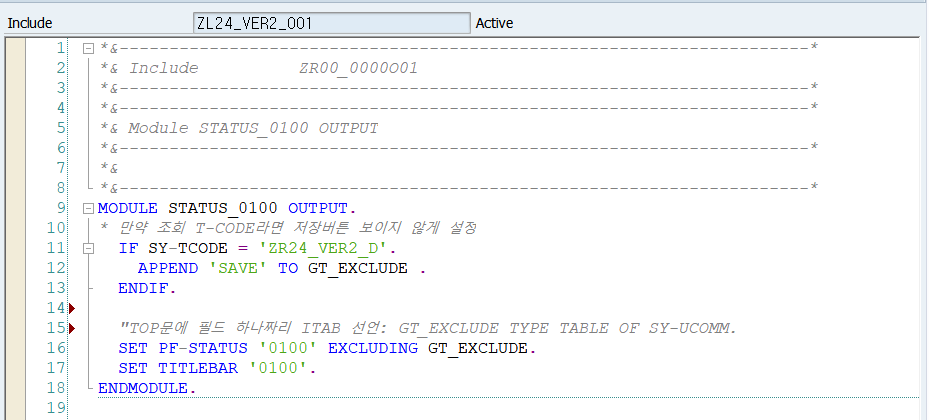 Include ZL24_VER2_O01 Active
1 *&---------------------------------------------------------------------*
2 *& Include          ZR00_0000O01
3 *&---------------------------------------------------------------------*
4 *&---------------------------------------------------------------------*
5 *& Module STATUS_0100 OUTPUT
6 *&---------------------------------------------------------------------*
7 *&
8 *&---------------------------------------------------------------------*
9 MODULE STATUS_0100 OUTPUT.
10 * 만약 조회 T-CODE라면 저장버튼 보이지 않게 설정
11   IF SY-TCODE = 'ZR24_VER2_D'.
12     APPEND 'SAVE' TO GT_EXCLUDE .
13   ENDIF.
14
15   "TOP문에 필드 하나짜리 ITAB 선언: GT_EXCLUDE TYPE TABLE OF SY-UCOMM.
16   SET PF-STATUS '0100' EXCLUDING GT_EXCLUDE.
17   SET TITLEBAR '0100'.
18 ENDMODULE.
19